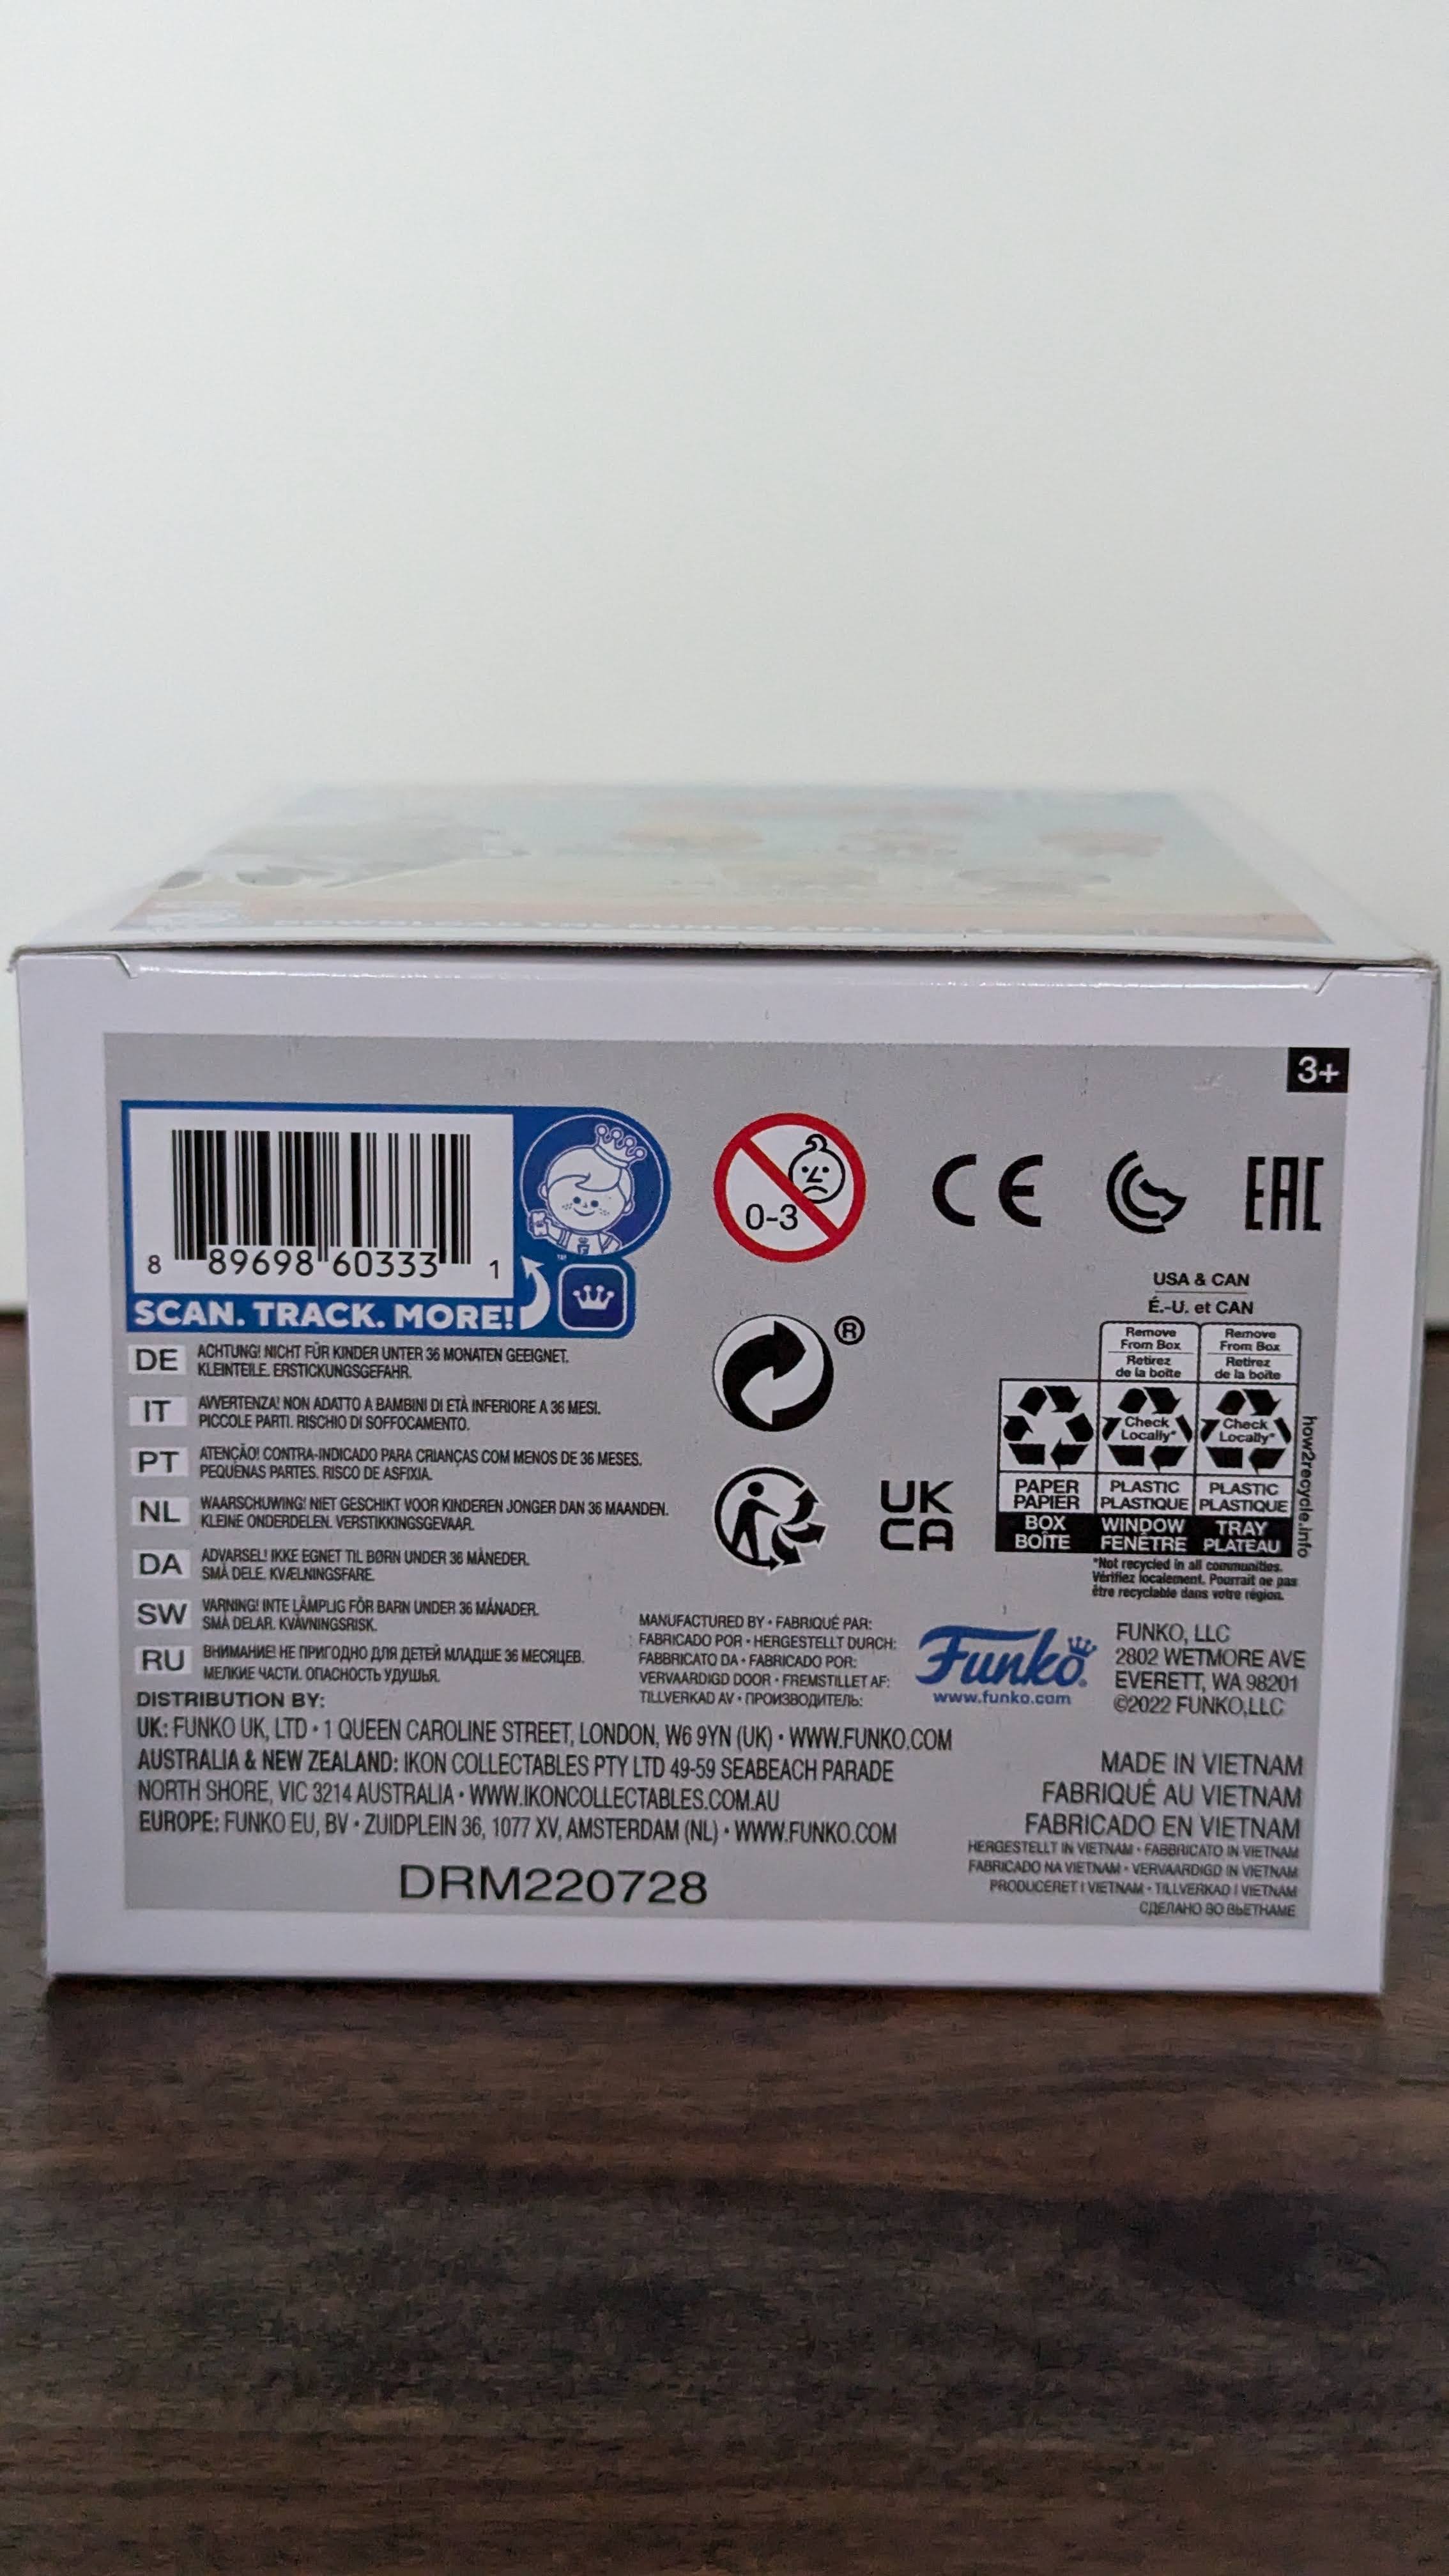 3+
8 89698 60333 1
SCAN. TRACK. MORE!
™
0-3
CE
EAC
®
UK
CA
USA & CAN
É.-U. et CAN
Remove
From Box
Retirez
de la boîte
Remove
From Box
Retirez
de la boîte
Check
Locally*
Check
Locally*
PAPER
PAPIER
PLASTIC
PLASTIQUE
PLASTIC
PLASTIQUE
BOX
BOÎTE
WINDOW
FENÊTRE
TRAY
PLATEAU
how2recycle.info
*Not recycled in all communities.
Vérifiez localement. Pourrait ne pas
être recyclable dans votre région.
DE ACHTUNG! NICHT FÜR KINDER UNTER 36 MONATEN GEEIGNET.
KLEINTEILE. ERSTICKUNGSGEFAHR.
IT AVVERTENZA! NON ADATTO A BAMBINI DI ETÀ INFERIORE A 36 MESI.
PICCOLE PARTI. RISCHIO DI SOFFOCAMENTO.
PT ATENÇÃO! CONTRA-INDICADO PARA CRIANÇAS COM MENOS DE 36 MESES.
PEQUENAS PARTES. RISCO DE ASFIXIA.
NL WAARSCHUWING! NIET GESCHIKT VOOR KINDEREN JONGER DAN 36 MAANDEN.
KLEINE ONDERDELEN. VERSTIKKINGSGEVAAR.
DA ADVARSEL! IKKE EGNET TIL BØRN UNDER 36 MÅNEDER.
SMÅ DELE. KVÆLNINGSFARE.
SW VARNING! INTE LÄMPLIG FÖR BARN UNDER 36 MÅNADER.
SMÅ DELAR. KVÄVNINGSRISK.
RU ВНИМАНИЕ! НЕ ПРИГОДНО ДЛЯ ДЕТЕЙ МЛАДШЕ 36 МЕСЯЦЕВ.
МЕЛКИЕ ЧАСТИ. ОПАСНОСТЬ УДУШЬЯ.
MANUFACTURED BY • FABRIQUÉ PAR:
FABRICADO POR • HERGESTELLT DURCH:
FABBRICATO DA • FABRICADO POR:
VERVAARDIGD DOOR • FREMSTILLET AF:
TILLVERKAD AV • ПРОИЗВОДИТЕЛЬ:
Funko®
www.funko.com
FUNKO, LLC
2802 WETMORE AVE
EVERETT, WA 98201
©2022 FUNKO,LLC
DISTRIBUTION BY:
UK: FUNKO UK, LTD • 1 QUEEN CAROLINE STREET, LONDON, W6 9YN (UK) • WWW.FUNKO.COM
AUSTRALIA & NEW ZEALAND: IKON COLLECTABLES PTY LTD 49-59 SEABEACH PARADE
NORTH SHORE, VIC 3214 AUSTRALIA • WWW.IKONCOLLECTABLES.COM.AU
EUROPE: FUNKO EU, BV • ZUIDPLEIN 36, 1077 XV, AMSTERDAM (NL) • WWW.FUNKO.COM
MADE IN VIETNAM
FABRIQUÉ AU VIETNAM
FABRICADO EN VIETNAM
HERGESTELLT IN VIETNAM • FABBRICATO IN VIETNAM
FABRICADO NA VIETNAM • VERVAARDIGD IN VIETNAM
PRODUCERET I VIETNAM • TILLVERKAD I VIETNAM
СДЕЛАНО ВО ВЬЕТНАМЕ
DRM220728